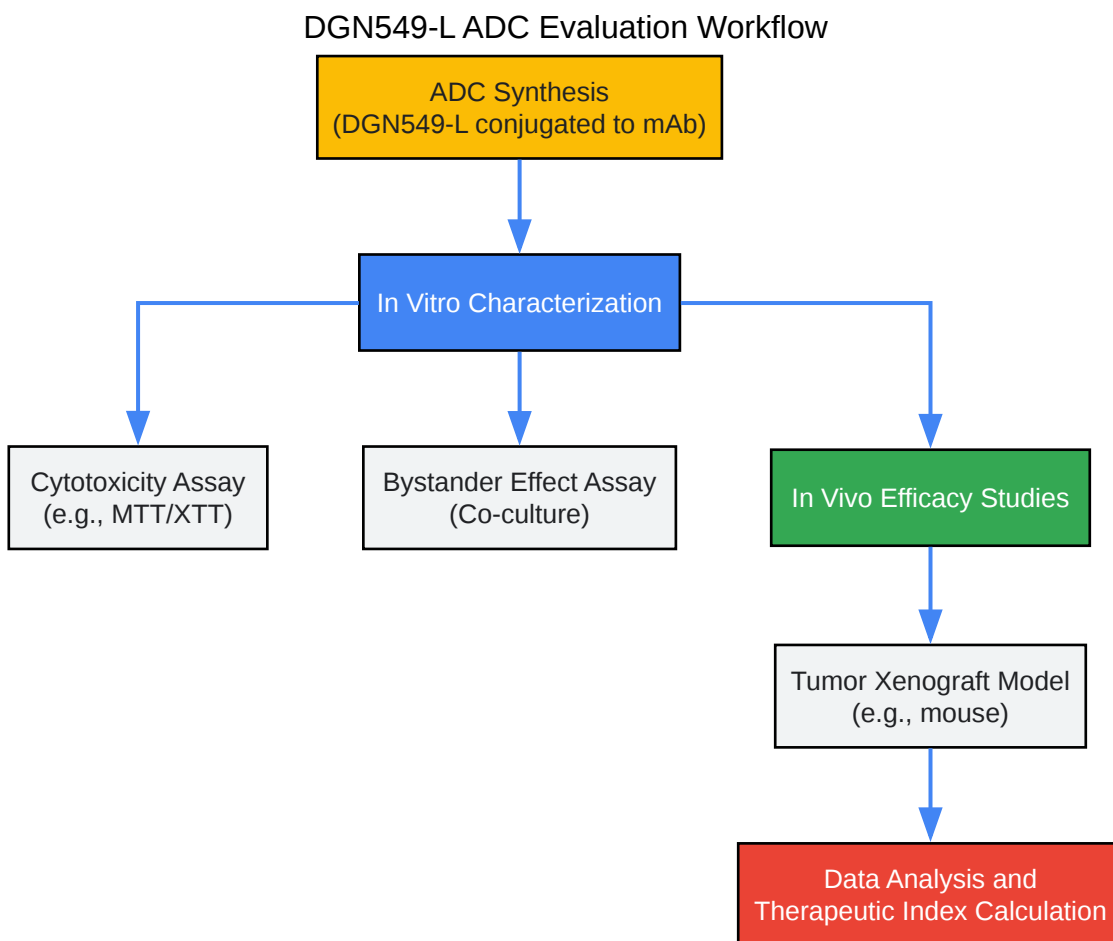 DGN549-L ADC Evaluation Workflow
ADC Synthesis
(DGN549-L conjugated to mAb)
In Vitro Characterization
Cytotoxicity Assay
(e.g., MTT/XTT)
Bystander Effect Assay
(Co-culture)
In Vivo Efficacy Studies
Tumor Xenograft Model
(e.g., mouse)
Data Analysis and
Therapeutic Index Calculation